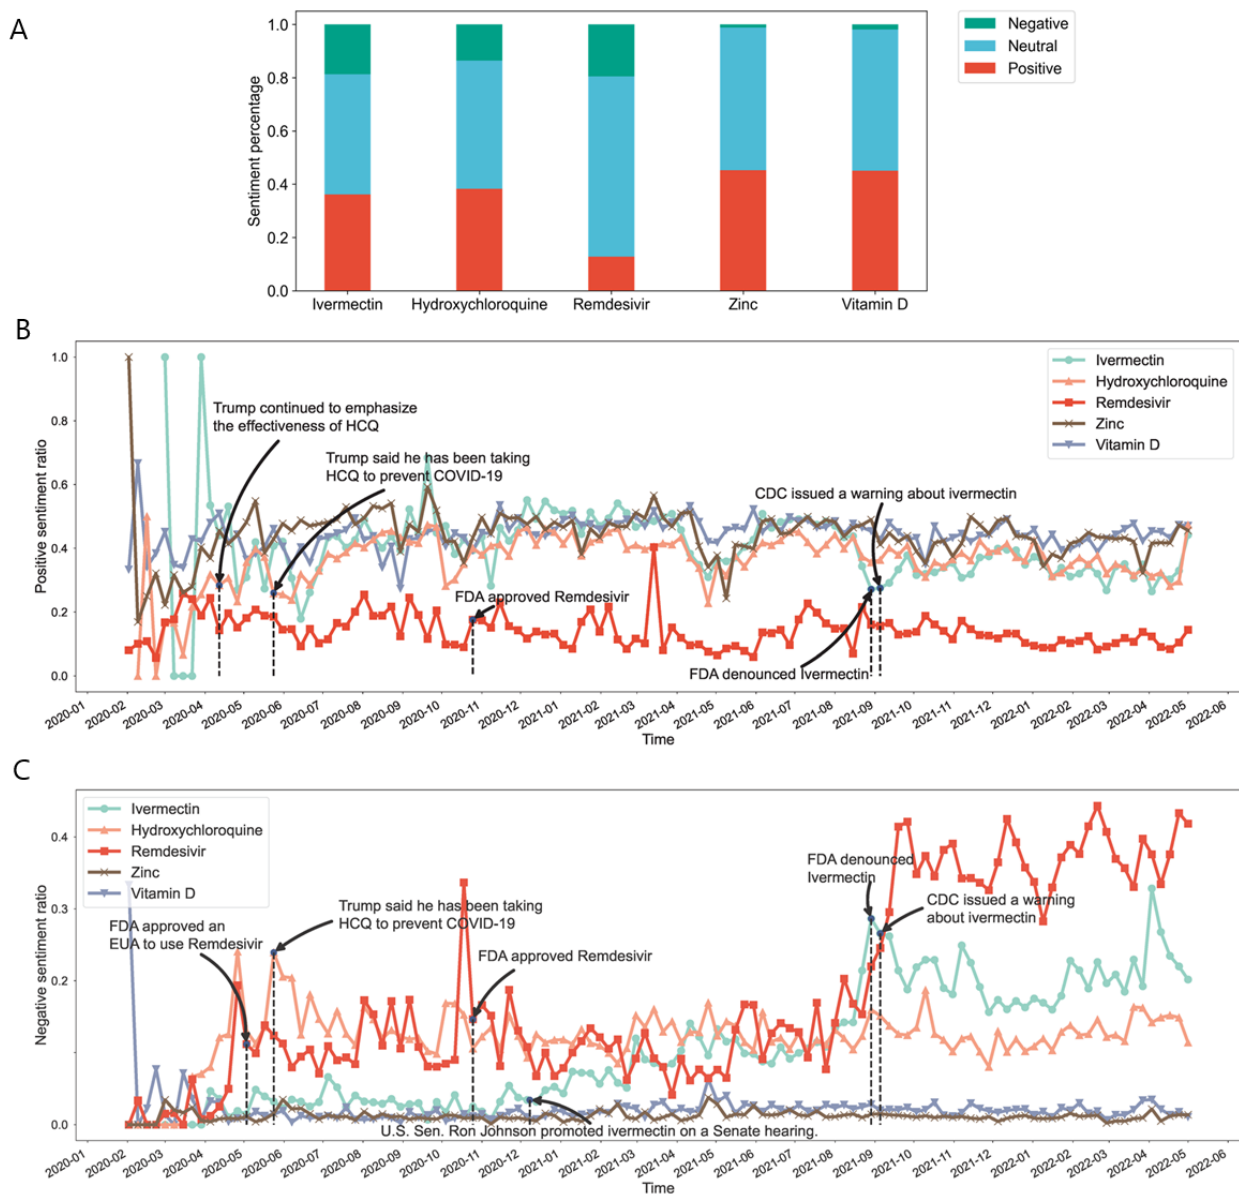 A
1.0
0.8
0.6
0.4
0.2
0.0
Sentiment percentage
Ivermectin
Hydroxychloroquine
Remdesivir
Zinc
Vitamin D
Negative
Neutral
Positive
B
1.0
0.8
0.6
0.4
0.2
0.0
Positive sentiment ratio
Trump continued to emphasize
the effectiveness of HCQ
Trump said he has been taking
HCQ to prevent COVID-19
FDA approved Remdesivir
CDC issued a warning about ivermectin
FDA denounced Ivermectin
Ivermectin
Hydroxychloroquine
Remdesivir
Zinc
Vitamin D
2020-01
2020-02
2020-03
2020-04
2020-05
2020-06
2020-07
2020-08
2020-09
2020-10
2020-11
2020-12
2021-01
2021-02
2021-03
2021-04
2021-05
2021-06
2021-07
2021-08
2021-09
2021-10
2021-11
2021-12
2022-01
2022-02
2022-03
2022-04
2022-05
2022-06
Time
C
0.4
0.3
0.2
0.0
Negative sentiment ratio
Ivermectin
Hydroxychloroquine
Remdesivir
Zinc
Vitamin D
FDA approved an
EUA to use Remdesivir
Trump said he has been taking
HCQ to prevent COVID-19
FDA approved Remdesivir
FDA denounced
Ivermectin
CDC issued a warning
about ivermectin
U.S. Sen. Ron Johnson promoted ivermectin on a Senate hearing.
2020-01
2020-02
2020-03
2020-04
2020-05
2020-06
2020-07
2020-08
2020-09
2020-10
2020-11
2020-12
2021-01
2021-02
2021-03
2021-04
2021-05
2021-06
2021-07
2021-08
2021-09
2021-10
2021-11
2021-12
2022-01
2022-02
2022-03
2022-04
2022-05
2022-06
Time